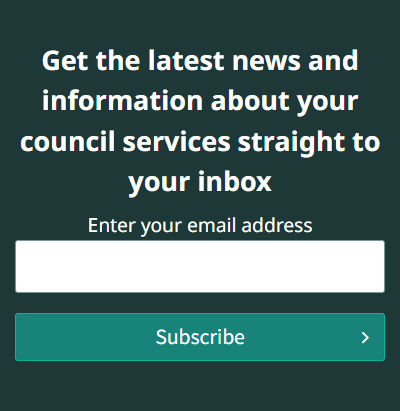 Get the latest news and
information about your
council services straight to
your inbox
Enter your email address
Subscribe